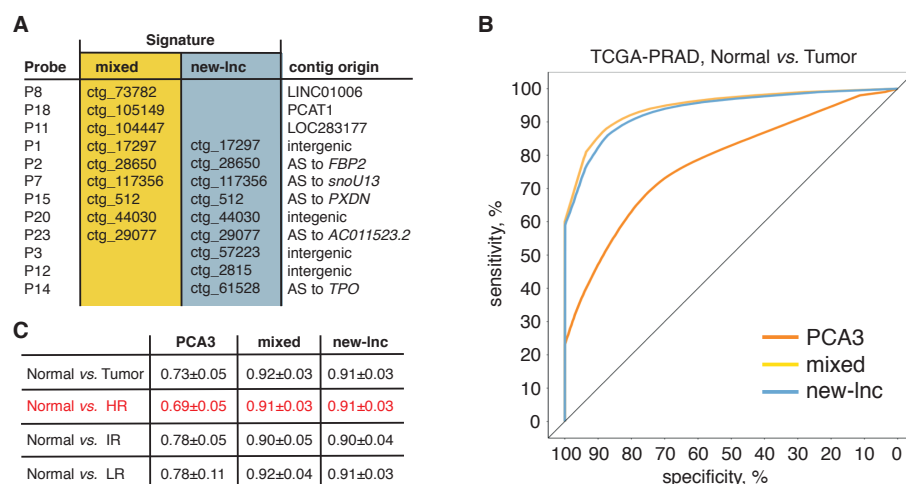 A
Signature
Probe mixed new-lnc contig origin
P8 ctg_73782 LINC01006
P18 ctg_105149 PCAT1
P11 ctg_104447 LOC283177
P1 ctg_17297 ctg_17297 intergenic
P2 ctg_28650 ctg_28650 AS to FBP2
P7 ctg_117356 ctg_117356 AS to snoU13
P15 ctg_512 ctg_512 AS to PXDN
P20 ctg_44030 ctg_44030 integenic
P23 ctg_29077 ctg_29077 AS to AC011523.2
P3 ctg_57223 intergenic
P12 ctg_2815 intergenic
P14 ctg_61528 AS to TPO
C
PCA3 mixed new-lnc
Normal vs. Tumor 0.73±0.05 0.92±0.03 0.91±0.03
Normal vs. HR 0.69±0.05 0.91±0.03 0.91±0.03
Normal vs. IR 0.78±0.05 0.90±0.05 0.90±0.04
Normal vs. LR 0.78±0.11 0.92±0.04 0.91±0.03
B
TCGA-PRAD, Normal vs. Tumor
sensitivity, %
100
90
80
70
60
50
40
30
20
10
0
PCA3
mixed
new-lnc
100 90 80 70 60 50 40 30 20 10 0
specificity, %